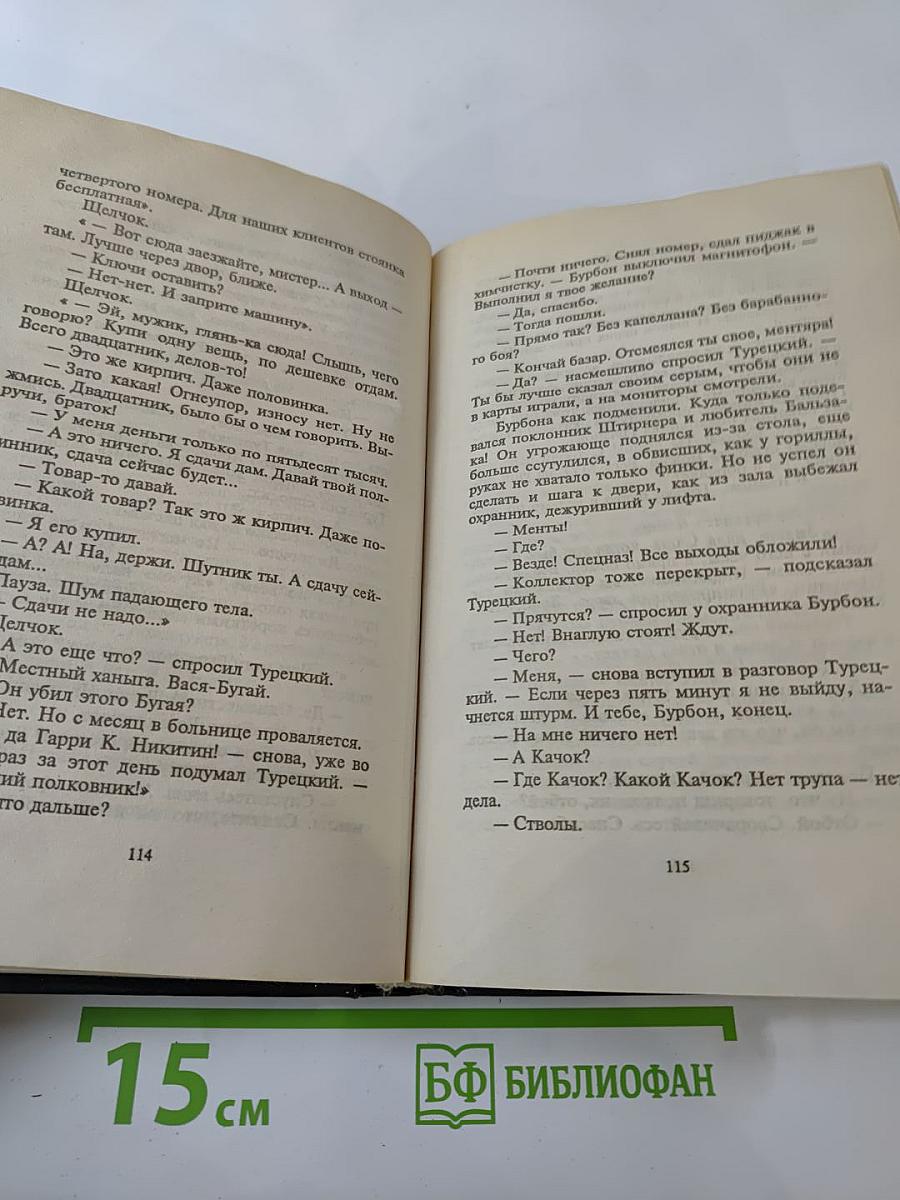 четвертого номера. Для наших клиентов стоянка
бесплатная».
Щелчок.
« — Вот сюда заезжайте, мистер... А выход —
там. Лучше через двор, ближе.
— Ключи оставить?
— Нет-нет. И заприте машину».
Щелчок.
« — Эй, мужик, глянь-ка сюда! Слышь, чего
говорю? Купи одну вещь, по дешевке отдам.
Всего двадцатник, делов-то!
— Это же кирпич. Даже половинка.
— Зато какая! Огнеупор, износу нет. Ну не
жмись. Двадцатник, было бы о чем говорить. Вы-
ручи, браток!
— У меня деньги только по пятьдесят тысяч.
— А это ничего. Я сдачи дам. Давай твой пол-
инник, сдача сейчас будет...
— Товар-то давай.
— Какой товар? Так это ж кирпич. Даже по-
винка.
— Я его купил.
— А? А! На, держи. Шутник ты. А сдачу сей-
дам...
Пауза. Шум падающего тела.
— Сдачи не надо...»
Щелчок.
А это еще что? — спросил Турецкий.
Местный ханыга. Вася-Бугай.
Он убил этого Бугая?
Нет. Но с месяц в больнице проваляется.
да Гарри К. Никитин! — снова, уже во
раз за этот день подумал Турецкий. —
ий полковник!»
что дальше?
114
— Почти ничего. Снял номер, сдал пиджак в
химчистку. — Бурбон выключил магнитофон. —
Выполнил я твое желание?
— Да, спасибо.
— Тогда пошли.
— Прямо так? Без капеллана? Без барабанно-
го боя?
— Кончай базар. Отсмеялся ты свое, ментяра!
— Да? — насмешливо спросил Турецкий. —
Ты бы лучше сказал своим серым, чтобы они не
в карты играли, а на мониторы смотрели.
Бурбона как подменили. Куда только поде-
вался поклонник Штирнера и любитель Бальза-
ка! Он угрожающе поднялся из-за стола, еще
больше ссутулился, в обвисших, как у гориллы,
руках не хватало только финки. Но не успел он
сделать и шага к двери, как из зала выбежал
охранник, дежуривший у лифта.
— Менты!
— Где?
— Везде! Спецназ! Все выходы обложили!
— Коллектор тоже перекрыт, — подсказал
Турецкий.
— Прячутся? — спросил у охранника Бурбон.
— Нет! Внаглую стоят! Ждут.
— Чего?
— Меня, — снова вступил в разговор Турец-
кий. — Если через пять минут я не выйду, на-
чнется штурм. И тебе, Бурбон, конец.
— На мне ничего нет!
— А Качок?
— Где Качок? Какой Качок? Нет трупа — нет
дела.
— Стволы.
115
15 см
БФ БИБЛИОФАН